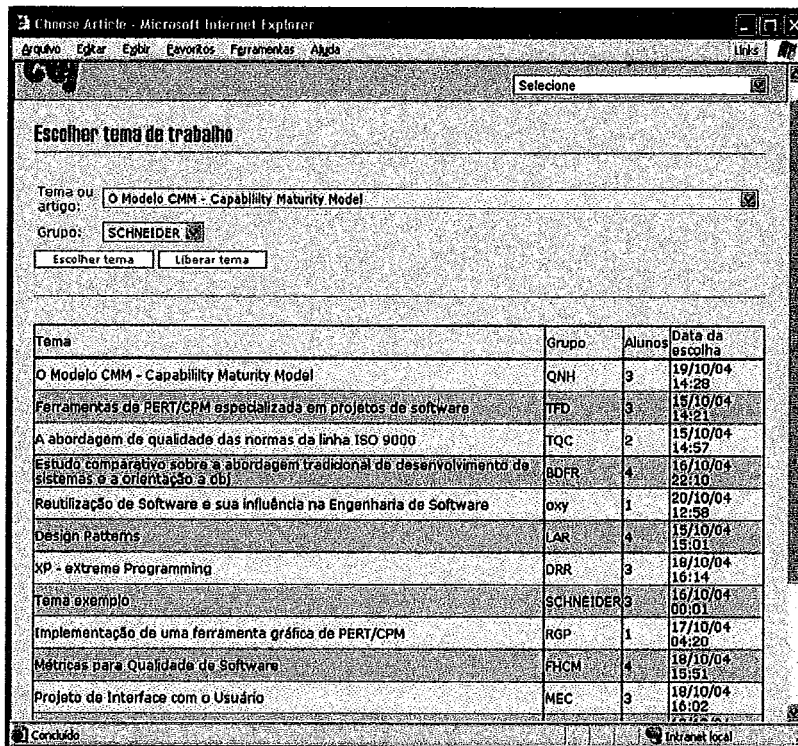 Choose Article - Microsoft Internet Explorer
Arquivo Editar Exibir Favoritos Ferramentas Ajuda Links
Selecione
Escolher tema de trabalho
Tema ou
artigo: O Modelo CMM - Capabililty Maturity Model
Grupo: SCHNEIDER
Escolher tema Liberar tema
Tema Grupo Alunos Data da
escolha
O Modelo CMM - Capabililty Maturity Model QNH 3 19/10/04
14:28
Ferramentas de PERT/CPM especializada em projetos de software TFD 3 15/10/04
14:21
A abordagem de qualidade das normas da linha ISO 9000 TQC 2 15/10/04
14:57
Estudo comparativo sobre a abordagem tradicional de desenvolvimento de
sistemas e a orientação a obj BDFR 4 16/10/04
22:10
Reutilização de Software e sua influência na Engenharia de Software oxy 1 20/10/04
12:58
Design Patterns LAR 4 15/10/04
15:01
XP - eXtreme Programming DRR 3 18/10/04
16:14
Tema exemplo SCHNEIDER 3 16/10/04
00:01
Implementação de uma ferramenta gráfica de PERT/CPM RGP 1 17/10/04
04:20
Métricas para Qualidade de Software FHCM 4 18/10/04
15:51
Projeto de Interface com o Usuário MEC 3 18/10/04
16:02
Concluído Intranet local